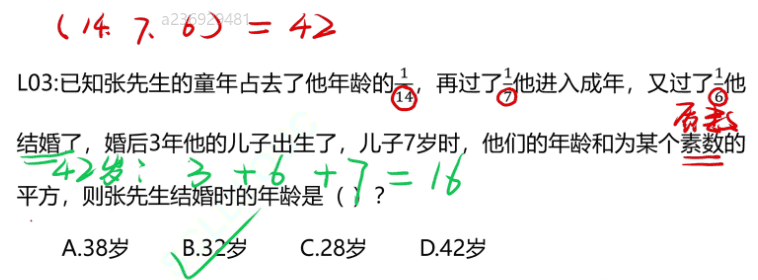 (14.7.6) = 42
a236929481
L03:已知张先生的童年占去了他年龄的1/14，再过了1/7他进入成年，又过了1/6他
质数
结婚了，婚后3年他的儿子出生了，儿子7岁时，他们的年龄和为某个素数的
42岁: 3+6+7=16
平方，则张先生结婚时的年龄是（ ）？
A.38岁 B.32岁 C.28岁 D.42岁